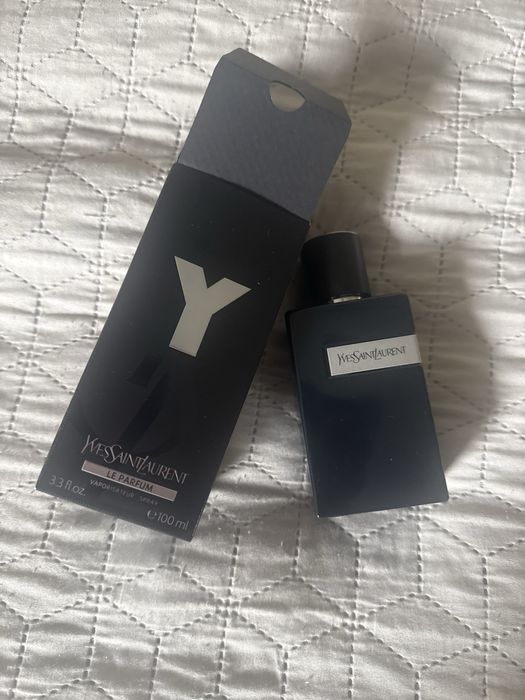 Y
YVESSAINTLAURENT
LE PARFUM
VAPORISATEUR · SPRAY
3.3 fl.oz. ℮100 ml
YVESSAINTLAURENT